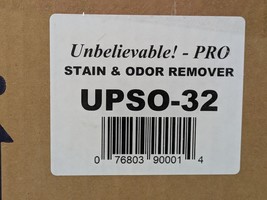 Unbelievable! - PRO
STAIN & ODOR REMOVER
UPSO-32
0 76803 90001 4